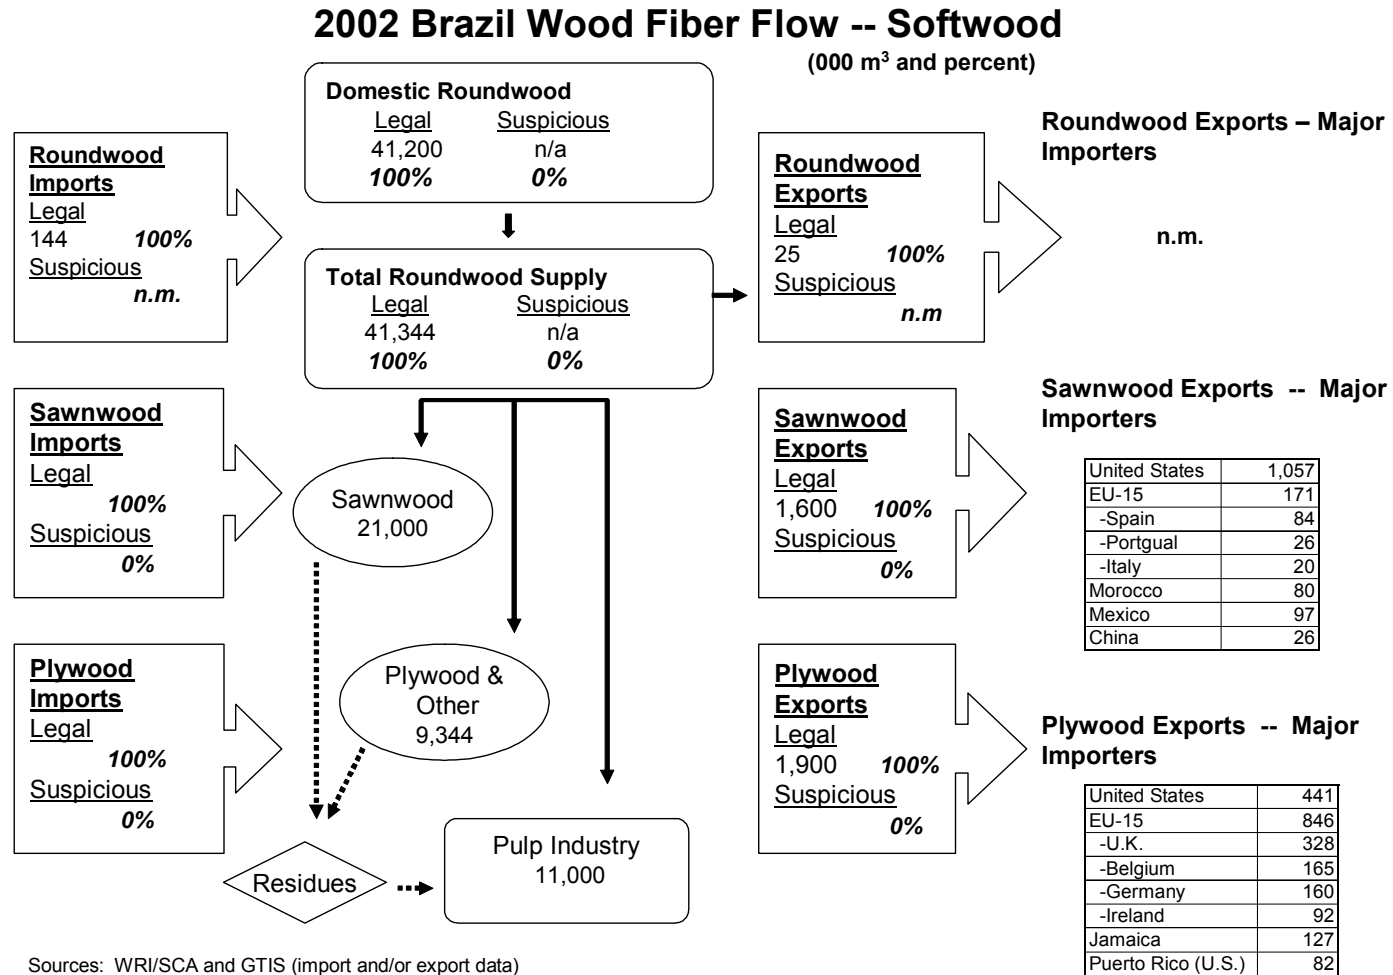 2002 Brazil Wood Fiber Flow -- Softwood
(000 m³ and percent)
Domestic Roundwood
Legal Suspicious
41,200 n/a
100% 0%
Roundwood
Imports
Legal
144 100%
Suspicious
n.m.
Total Roundwood Supply
Legal Suspicious
41,344 n/a
100% 0%
Roundwood
Exports
Legal
25 100%
Suspicious
n.m
Roundwood Exports – Major
Importers
n.m.
Sawnwood
Imports
Legal
100%
Suspicious
0%
Sawnwood
21,000
Sawnwood
Exports
Legal
1,600 100%
Suspicious
0%
Sawnwood Exports -- Major
Importers
United States 1,057
EU-15 171
-Spain 84
-Portgual 26
-Italy 20
Morocco 80
Mexico 97
China 26
Plywood
Imports
Legal
100%
Suspicious
0%
Plywood &
Other
9,344
Residues
Pulp Industry
11,000
Plywood
Exports
Legal
1,900 100%
Suspicious
0%
Plywood Exports -- Major
Importers
United States 441
EU-15 846
-U.K. 328
-Belgium 165
-Germany 160
-Ireland 92
Jamaica 127
Puerto Rico (U.S.) 82
Sources: WRI/SCA and GTIS (import and/or export data)